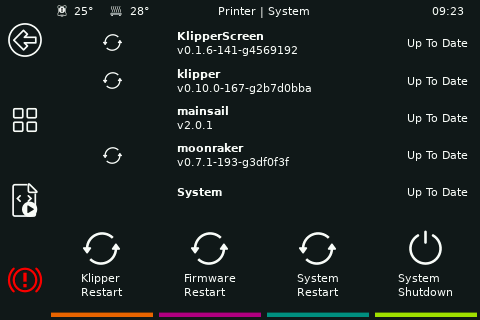 25° 28° Printer | System 09:23
KlipperScreen
v0.1.6-141-g4569192 Up To Date
klipper
v0.10.0-167-g2b7d0bba Up To Date
mainsail
v2.0.1 Up To Date
moonraker
v0.7.1-193-g3df0f3f Up To Date
System Up To Date
Klipper
Restart
Firmware
Restart
System
Restart
System
Shutdown